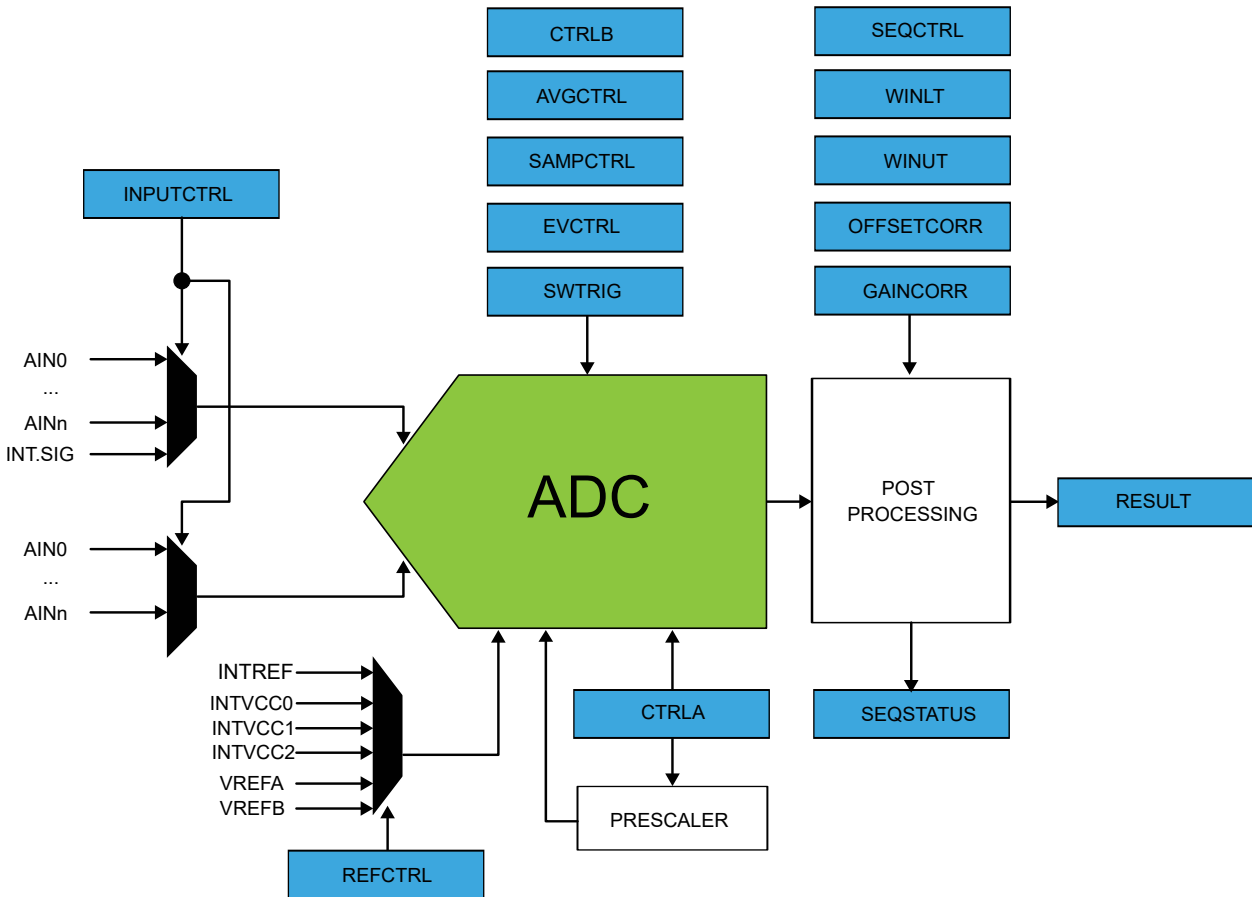 CTRLB
SEQCTRL
AVGCTRL
WINLT
SAMPCTRL
WINUT
INPUTCTRL
EVCTRL
OFFSETCORR
SWTRIG
GAINCORR
AIN0
...
AINn
INT.SIG
ADC
POST
PROCESSING
RESULT
AIN0
...
AINn
INTREF
INTVCC0
INTVCC1
INTVCC2
VREFA
VREFB
CTRLA
SEQSTATUS
PRESCALER
REFCTRL